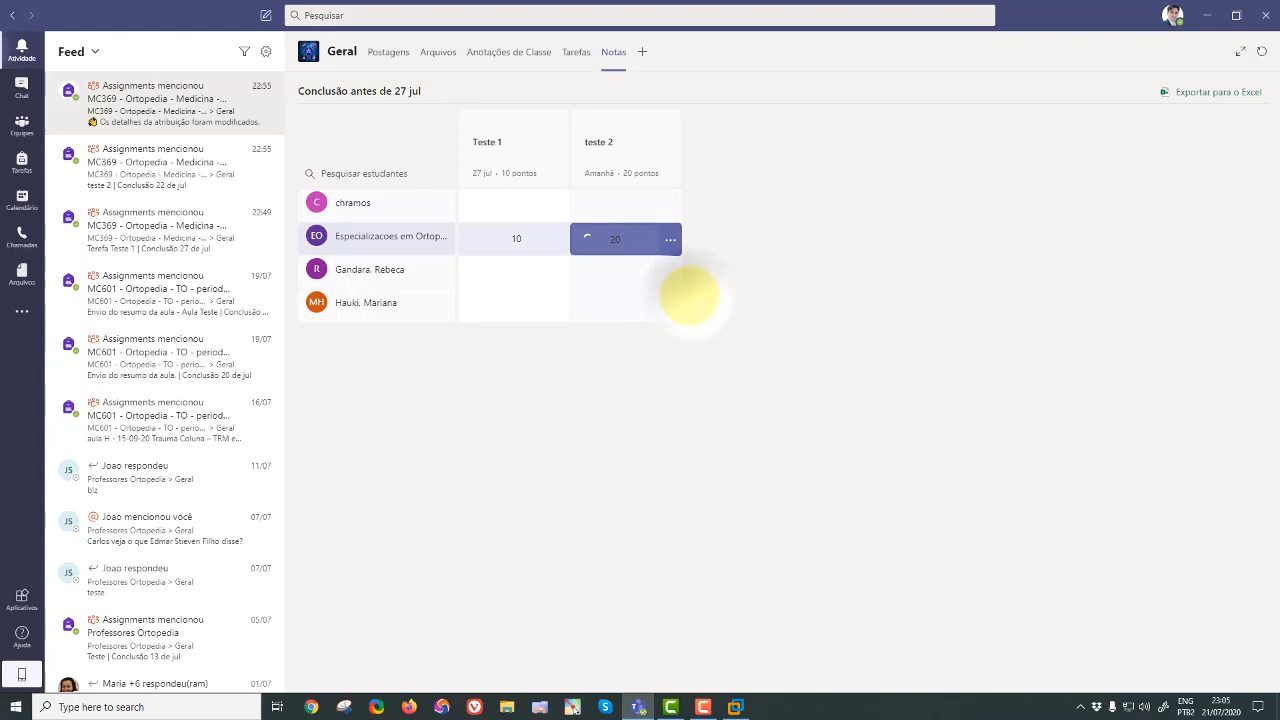 Pesquisar
Atividade
Chat
Equipes
Tarefas
Calendário
Chamadas
Arquivos
Aplicativos
Ajuda
Feed
Assignments mencionou 22:55
MC369 - Ortopedia - Medicina -...
MC369 - Ortopedia - Medicina -... > Geral
Os detalhes da atribuição foram modificados.
Assignments mencionou 22:55
MC369 - Ortopedia - Medicina -...
MC369 - Ortopedia - Medicina -... > Geral
teste 2 | Conclusão 22 de jul
Assignments mencionou 22:49
MC369 - Ortopedia - Medicina -...
MC369 - Ortopedia - Medicina -... > Geral
Terefa Teste 1 | Conclusão 27 de jul
Assignments mencionou 19/07
MC601 - Ortopedia - TO - period...
MC601 - Ortopedia - TO - perio... > Geral
Envio do resumo da aula - Aula Teste | Conclusão ...
Assignments mencionou 19/07
MC601 - Ortopedia - TO - period...
MC601 - Ortopedia - TO - perio... > Geral
Envio do resumo da aula. | Conclusão 20 de jul
Assignments mencionou 16/07
MC601 - Ortopedia - TO - period...
MC601 - Ortopedia - TO - perio... > Geral
aula H - 15-09-20 Trauma Coluna – TRM e...
JS Joao respondeu 11/07
Professores Ortopedia > Geral
blz
JS Joao mencionou você 07/07
Professores Ortopedia > Geral
Carlos veja o que Edmar Stieven Filho disse?
JS Joao respondeu 07/07
Professores Ortopedia > Geral
teste
Assignments mencionou 05/07
Professores Ortopedia
Professores Ortopedia > Geral
Teste | Conclusão 13 de jul
Maria +6 respondeu(ram) 01/07
Geral Postagens Arquivos Anotações de Classe Tarefas Notas
Conclusão antes de 27 jul Exportar para o Excel
Teste 1 teste 2
Pesquisar estudantes 27 jul • 10 pontos Amanhã • 20 pontos
C chramos
EO Especializacoes em Ortop... 10 20 ...
R Gandara. Rebeca
MH Hauki, Mariana
Type here to search
ENG 23:05
PTB2 21/07/2020